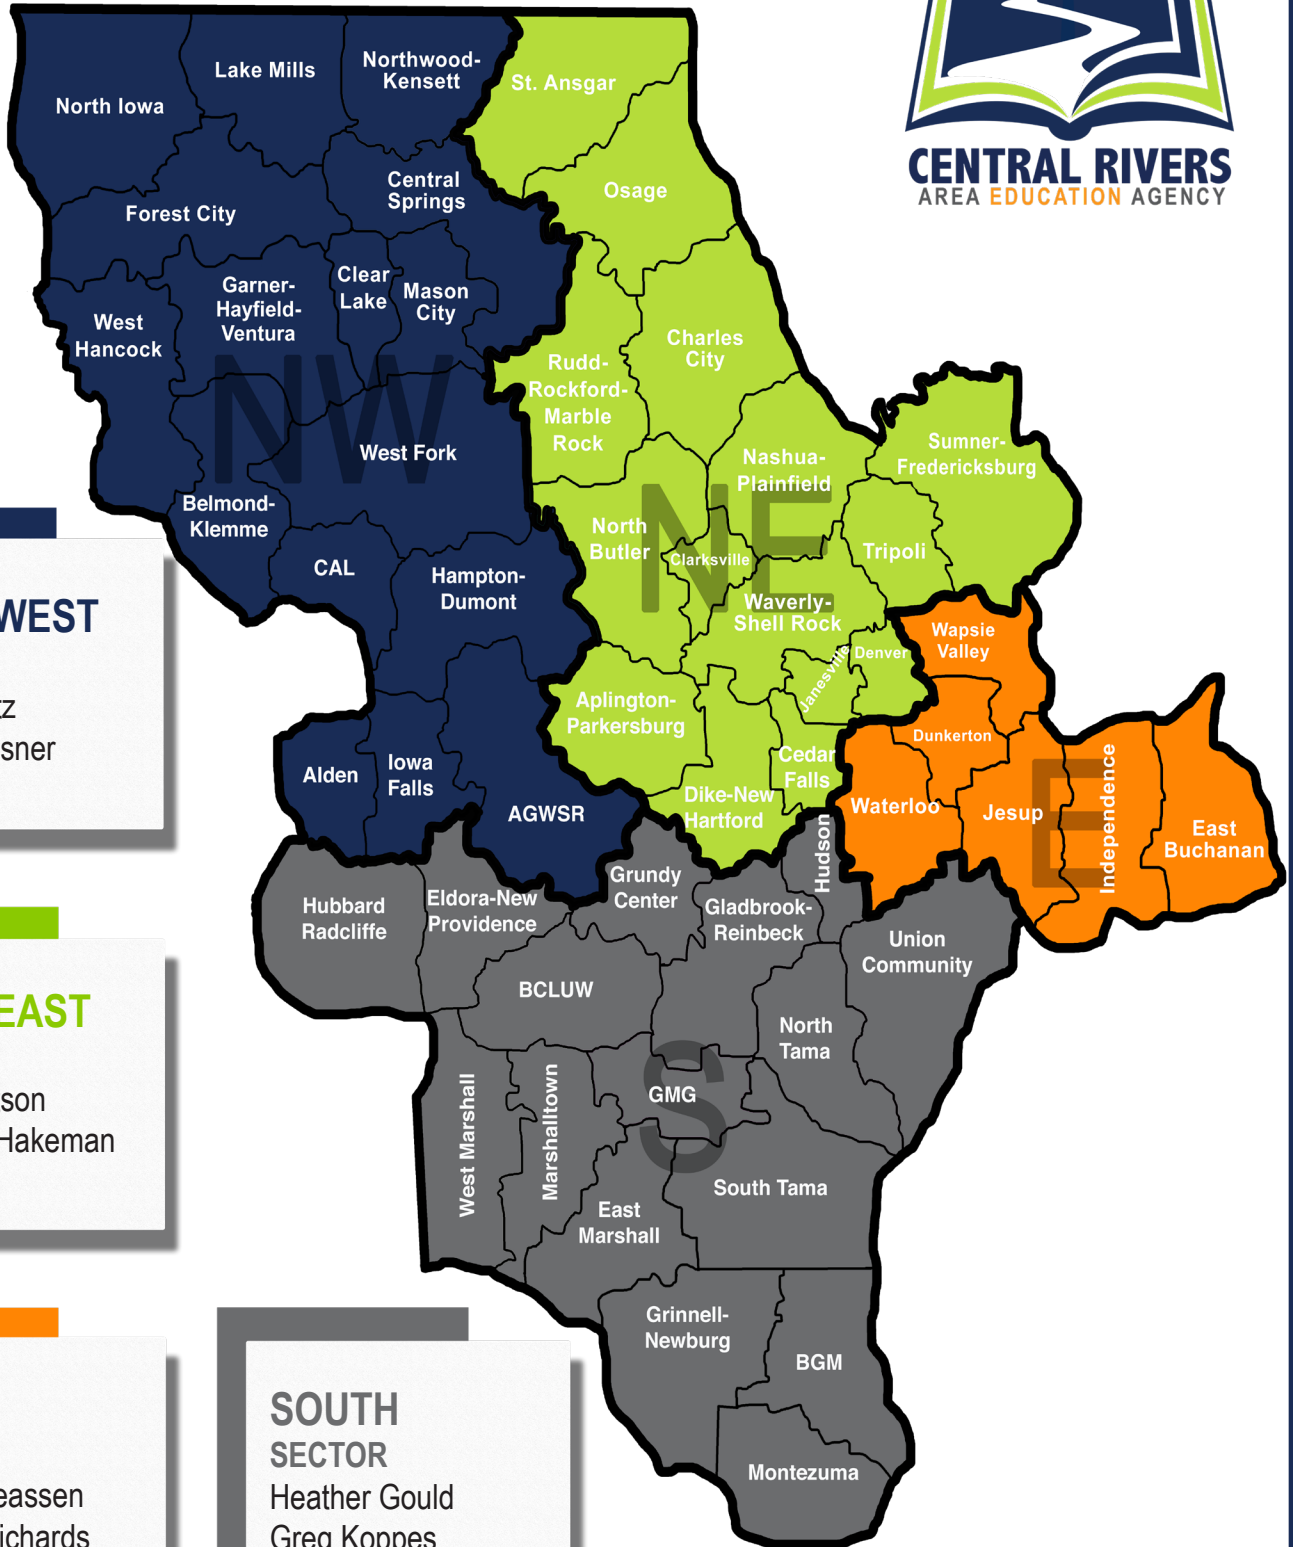 CENTRAL RIVERS
AREA EDUCATION AGENCY
North Iowa
Lake Mills
Northwood-
Kensett
St. Ansgar
Forest City
Central
Springs
Osage
West
Hancock
Garner-
Hayfield-
Ventura
Clear
Lake
Mason
City
Rudd-
Rockford-
Marble
Rock
Charles
City
NW
West Fork
Belmond-
Klemme
CAL
Hampton-
Dumont
Nashua-
Plainfield
Sumner-
Fredericksburg
NE
North
Butler
Clarksville
Tripoli
Waverly-
Shell Rock
Janesville
Denver
Wapsie
Valley
Aplington-
Parkersburg
Dike-New
Hartford
Cedar
Falls
Dunkerton
Waterloo
Jesup
E
Independence
East
Buchanan
Alden
Iowa
Falls
AGWSR
Hubbard
Radcliffe
Eldora-New
Providence
Grundy
Center
Gladbrook-
Reinbeck
Hudson
Union
Community
BCLUW
North
Tama
West Marshall
Marshalltown
GMG
S
East
Marshall
South Tama
Grinnell-
Newburg
BGM
Montezuma
WEST
tz
sner
EAST
son
Hakeman
eassen
ichards
SOUTH
SECTOR
Heather Gould
Greg Koppes